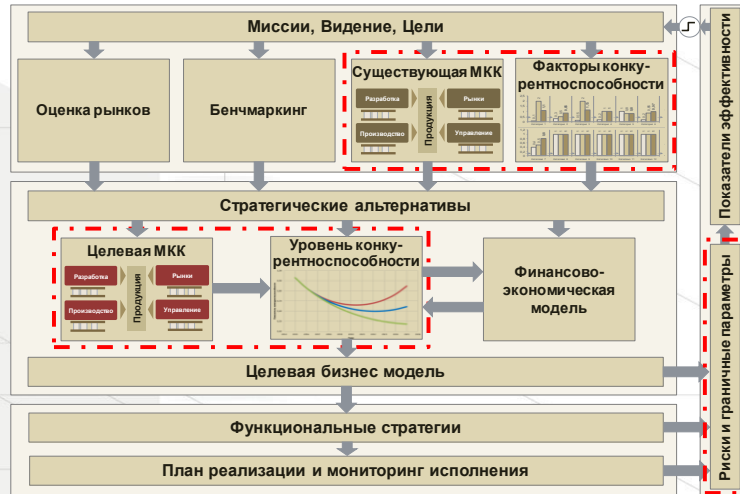 Миссии, Видение, Цели
Оценка рынков
Бенчмаркинг
Существующая МКК
Разработка
Производство
Продукция
Рынки
Управление
Факторы конку-
рентноспособности
Стратегические альтернативы
Целевая МКК
Разработка
Производство
Продукция
Рынки
Управление
Уровень конку-
рентноспособности
Финансово-
экономическая
модель
Целевая бизнес модель
Функциональные стратегии
План реализации и мониторинг исполнения
Показатели эффективности
Риски и граничные параметры